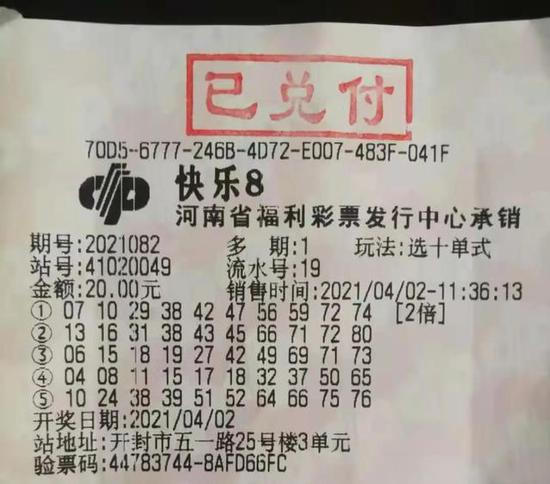 已兑付
70D5-6777-246B-4D72-E007-483F-041F
快乐8
河南省福利彩票发行中心承销
期号:2021082 多 期:1 玩法:选十单式
站号:41020049 流水号:19
金额:20.00元 销售时间:2021/04/02-11:36:13
① 07 10 29 38 42 47 56 59 72 74 [2倍]
② 13 16 31 38 43 45 66 71 72 80
③ 06 15 18 19 27 42 49 69 71 73
④ 04 08 11 15 17 18 32 37 50 65
⑤ 10 24 38 39 51 52 64 66 75 76
开奖日期:2021/04/02
站地址:开封市五一路25号楼3单元
验票码:44783744-8AFD66FC